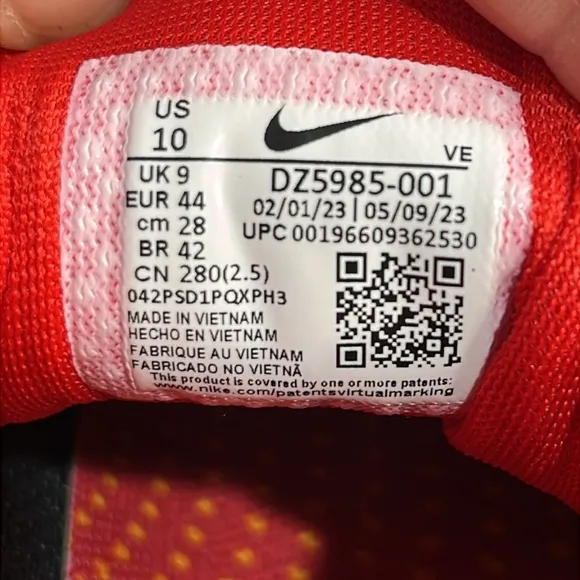 US
10
VE
UK 9
DZ5985-001
EUR 44
02/01/23 | 05/09/23
cm 28
UPC 00196609362530
BR 42
CN 280(2.5)
042PSD1PQXPH3
MADE IN VIETNAM
HECHO EN VIETNAM
FABRIQUE AU VIETNAM
FABRICADO NO VIETNÃ
This product is covered by one or more patents:
www.nike.com/patentsvirtualmarking